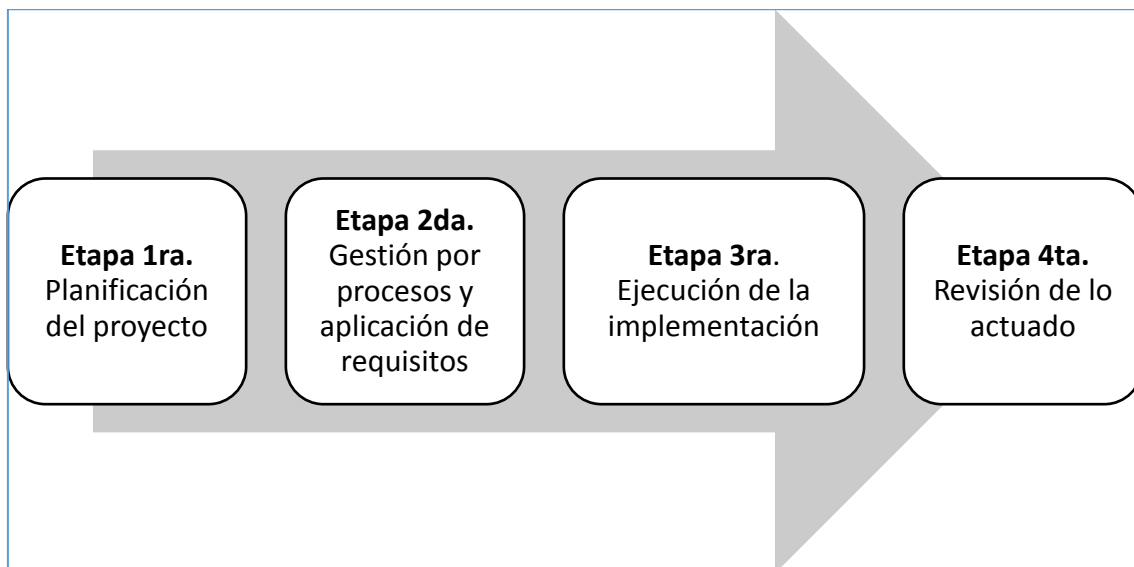 Etapa 1ra.
Planificación
del proyecto
Etapa 2da.
Gestión por
procesos y
aplicación de
requisitos
Etapa 3ra.
Ejecución de la
implementación
Etapa 4ta.
Revisión de lo
actuado